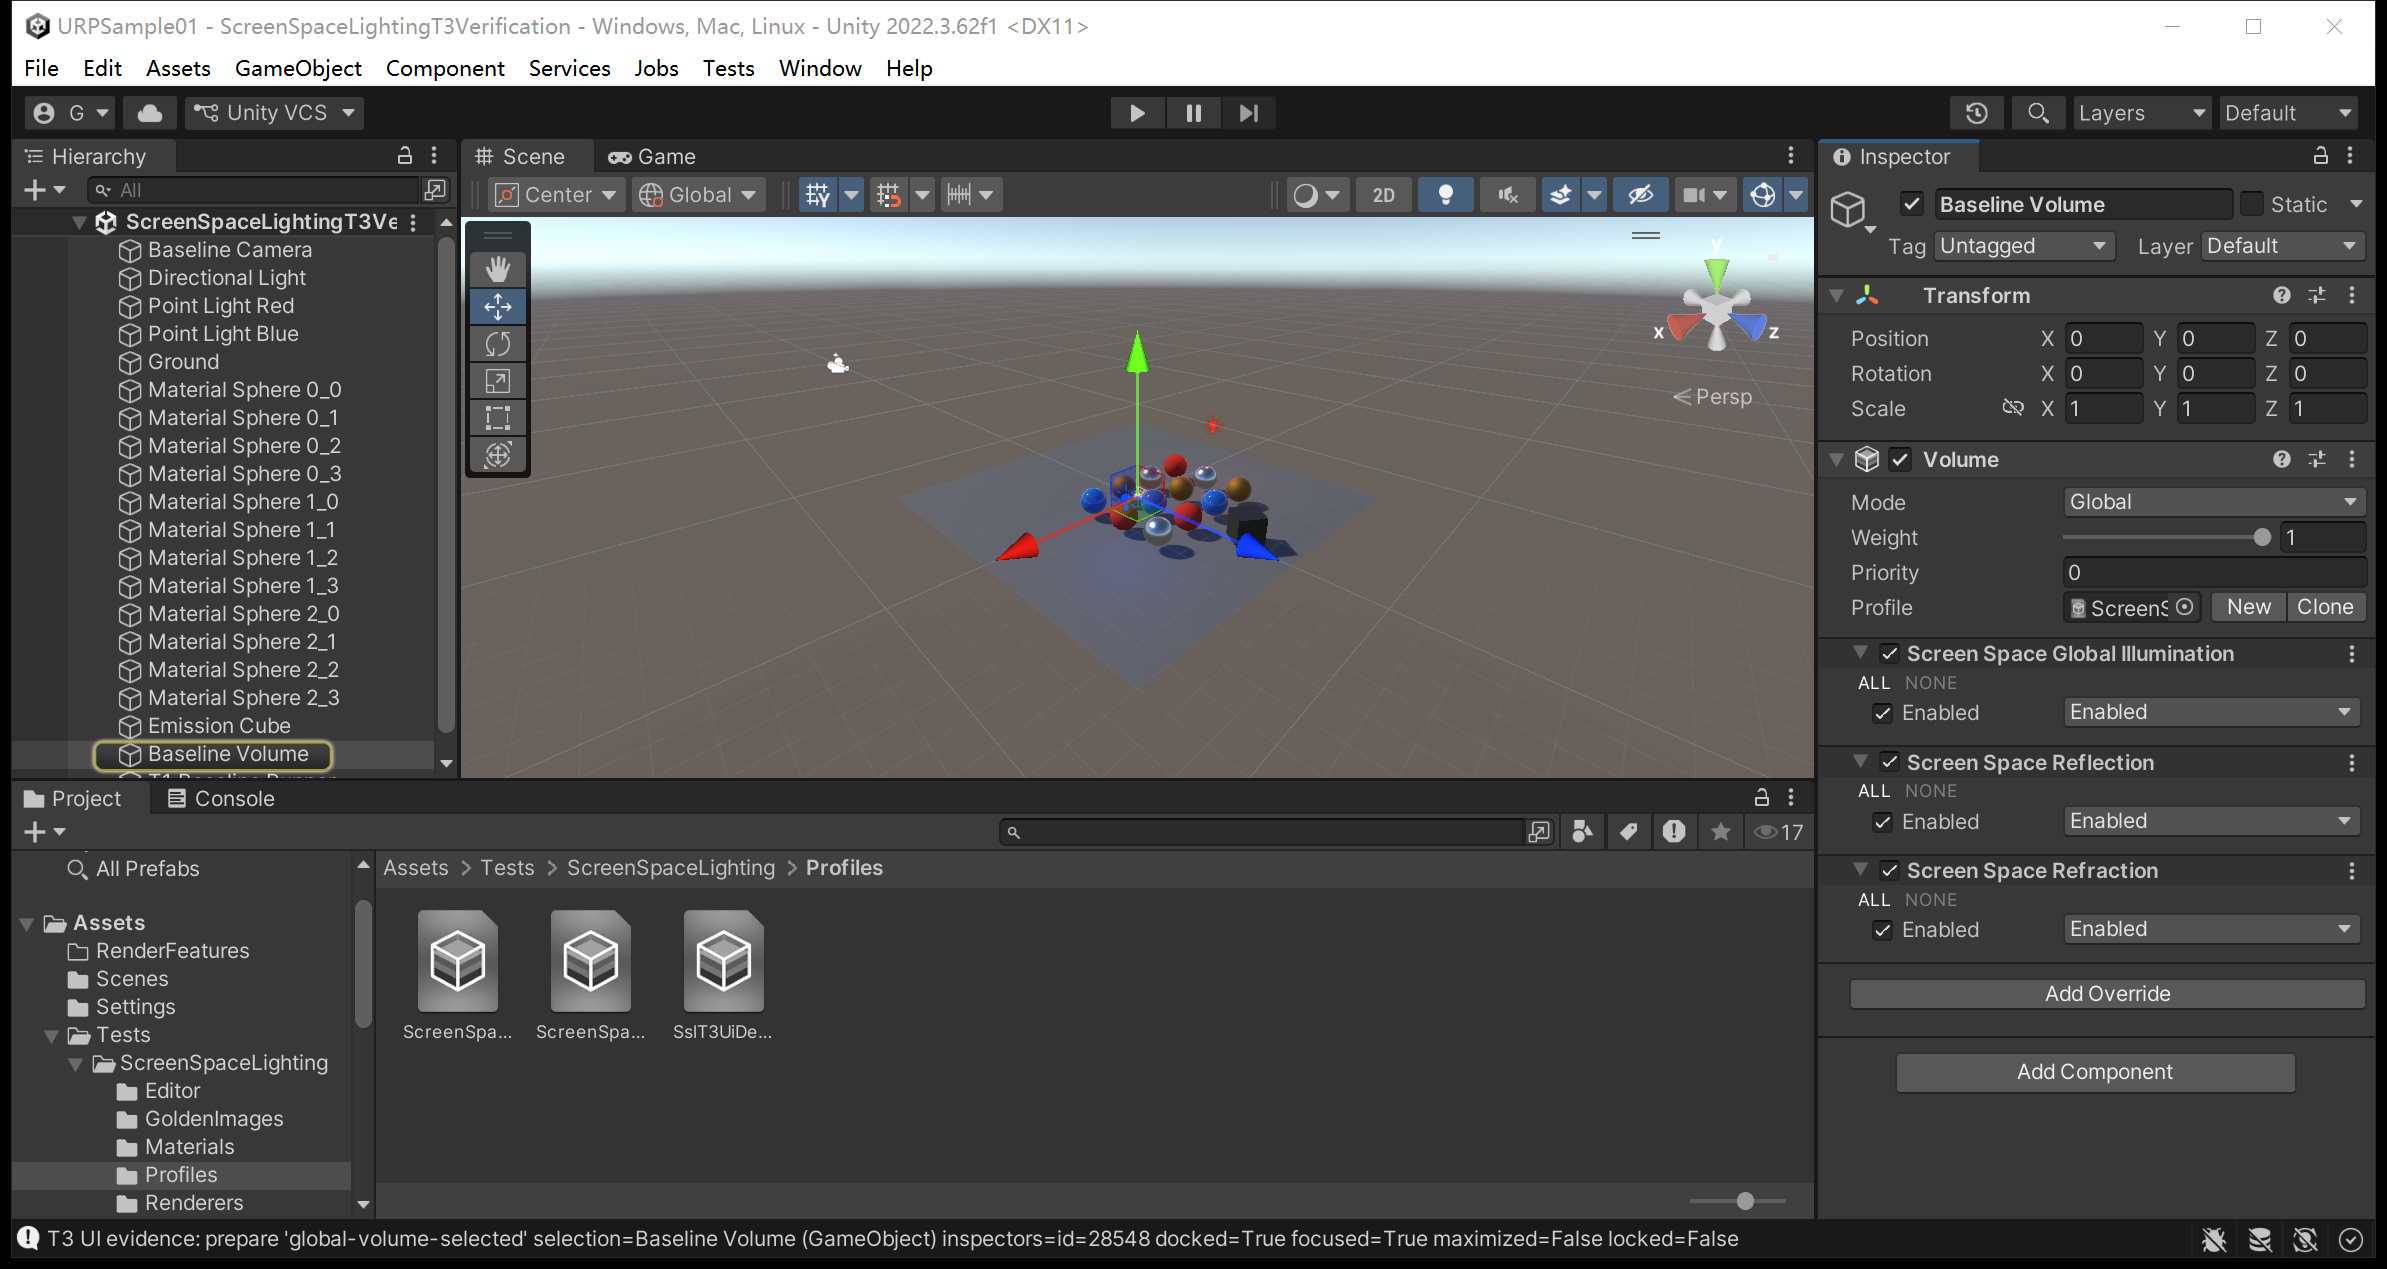 URPSample01 - ScreenSpaceLightingT3Verification - Windows, Mac, Linux - Unity 2022.3.62f1 <DX11>
File Edit Assets GameObject Component Services Jobs Tests Window Help
G Unity VCS Layers Default
Hierarchy
All
ScreenSpaceLightingT3Ve
Baseline Camera
Directional Light
Point Light Red
Point Light Blue
Ground
Material Sphere 0_0
Material Sphere 0_1
Material Sphere 0_2
Material Sphere 0_3
Material Sphere 1_0
Material Sphere 1_1
Material Sphere 1_2
Material Sphere 1_3
Material Sphere 2_0
Material Sphere 2_1
Material Sphere 2_2
Material Sphere 2_3
Emission Cube
Baseline Volume
T1 Baseline Runner
Scene Game
Center Global 2D
y
x z
Persp
Inspector
Baseline Volume Static
Tag Untagged Layer Default
Transform
Position X 0 Y 0 Z 0
Rotation X 0 Y 0 Z 0
Scale X 1 Y 1 Z 1
Volume
Mode Global
Weight 1
Priority 0
Profile ScreenS New Clone
Screen Space Global Illumination
ALL NONE
Enabled Enabled
Screen Space Reflection
ALL NONE
Enabled Enabled
Screen Space Refraction
ALL NONE
Enabled Enabled
Add Override
Add Component
Project Console
17
All Prefabs
Assets
RenderFeatures
Scenes
Settings
Tests
ScreenSpaceLighting
Editor
GoldenImages
Materials
Profiles
Renderers
Assets > Tests > ScreenSpaceLighting > Profiles
ScreenSpa... ScreenSpa... SslT3UiDe...
T3 UI evidence: prepare 'global-volume-selected' selection=Baseline Volume (GameObject) inspectors=id=28548 docked=True focused=True maximized=False locked=False